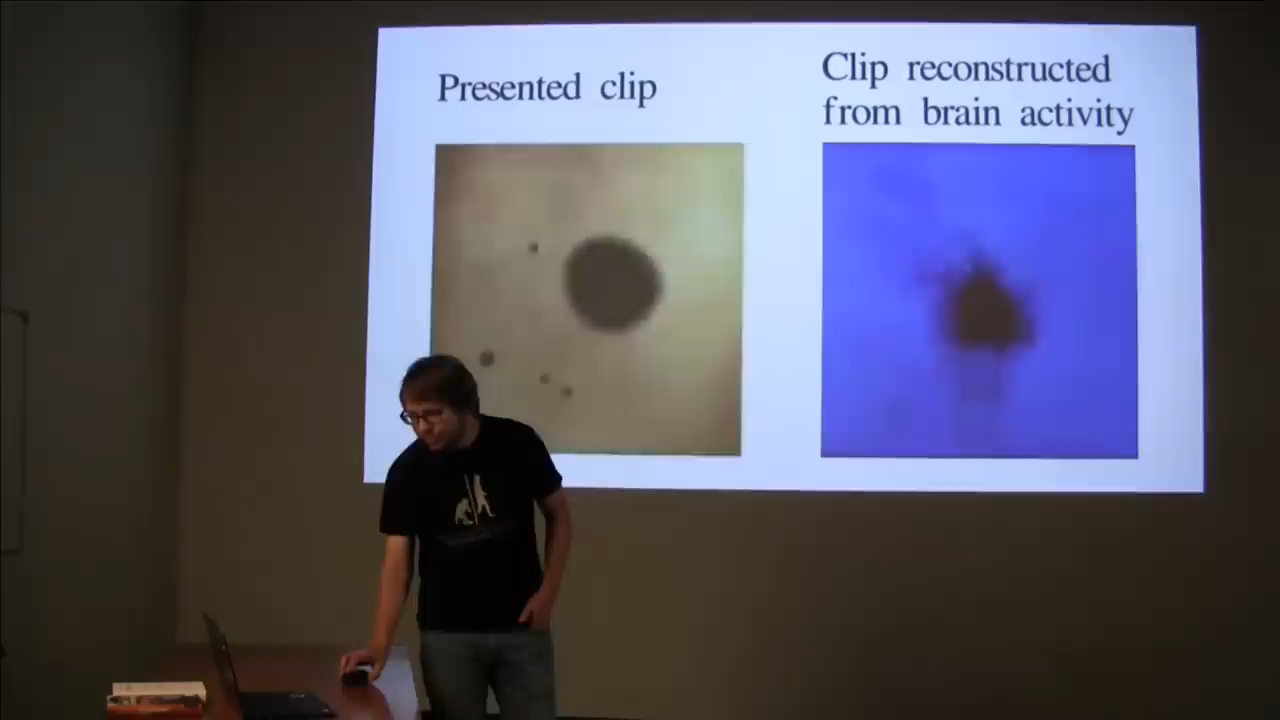 Presented clip
Clip reconstructed
from brain activity